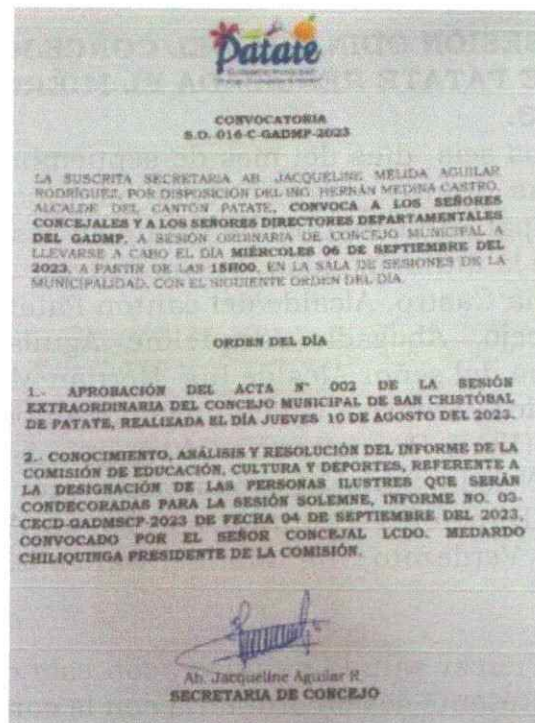 Patate
CONVOCATORIA
S.O.-016-C-GADMP-2023
LA SUSCRITA SECRETARIA AB. JACQUELINE MELIDA AGUILAR
RODRÍGUEZ, POR DISPOSICIÓN DEL ING. HERNÁN MEDINA CASTRO,
ALCALDE DEL CANTÓN PATATE, CONVOCA A LOS SEÑORES
CONCEJALES Y A LOS SEÑORES DIRECTORES DEPARTAMENTALES
DEL GADMP, A SESIÓN ORDINARIA DE CONCEJO MUNICIPAL A
LLEVARSE A CABO EL DÍA MIÉRCOLES 06 DE SEPTIEMBRE DEL
2023, A PARTIR DE LAS 15H00, EN LA SALA DE SESIONES DE LA
MUNICIPALIDAD, CON EL SIGUIENTE ORDEN DEL DÍA.
ORDEN DEL DÍA
1.- APROBACIÓN DEL ACTA N° 002 DE LA SESIÓN
EXTRAORDINARIA DEL CONCEJO MUNICIPAL DE SAN CRISTÓBAL
DE PATATE, REALIZADA EL DÍA JUEVES 10 DE AGOSTO DEL 2023.
2.- CONOCIMIENTO, ANÁLISIS Y RESOLUCIÓN DEL INFORME DE LA
COMISIÓN DE EDUCACIÓN, CULTURA Y DEPORTES, REFERENTE A
LA DESIGNACIÓN DE LAS PERSONAS ILUSTRES QUE SERÁN
CONDECORADAS PARA LA SESIÓN SOLEMNE, INFORME NO. 03-
CECD-GADMSCP-2023 DE FECHA 04 DE SEPTIEMBRE DEL 2023,
CONVOCADO POR EL SEÑOR CONCEJAL LCDO. MEDARDO
CHILIQUINGA PRESIDENTE DE LA COMISIÓN.
Ab. Jacqueline Aguilar R.
SECRETARIA DE CONCEJO